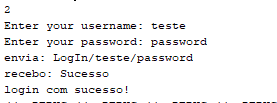 2
Enter your username: teste
Enter your password: password
envia: LogIn/teste/password
recebo: Sucesso
login com sucesso!